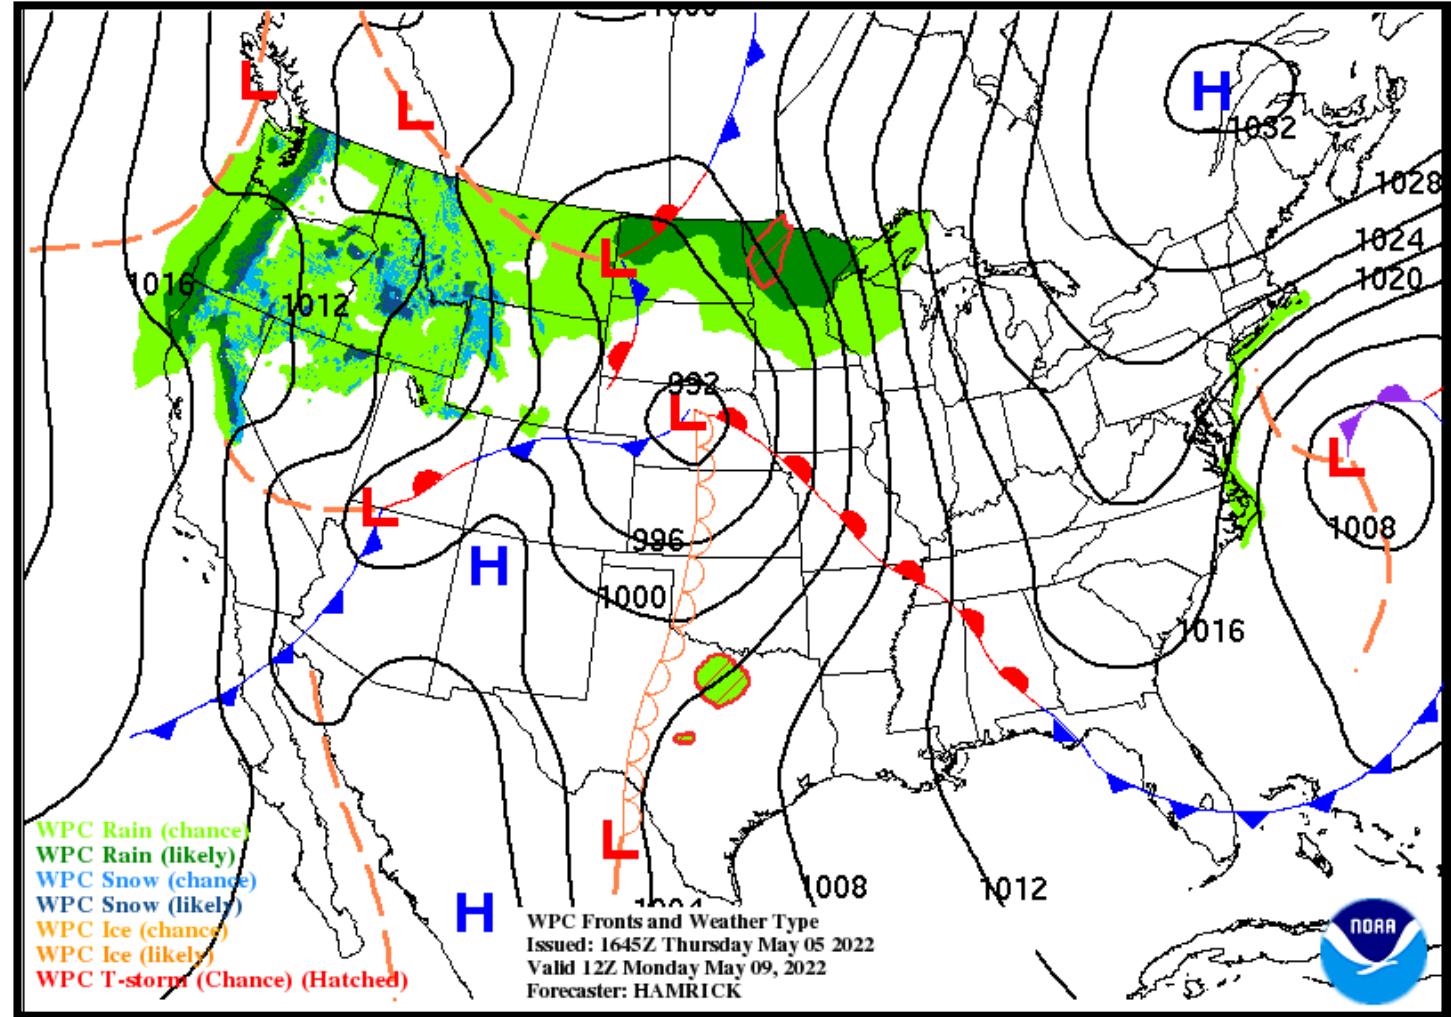 H
L
L
1032
1028
1024
1020
1016
1012
L
992
L
L
1008
L
H
996
1000
1016
L
H
1008
1012
WPC Rain (chance)
WPC Rain (likely)
WPC Snow (chance)
WPC Snow (likely)
WPC Ice (chance)
WPC Ice (likely)
WPC T-storm (Chance) (Hatched)
WPC Fronts and Weather Type
Issued: 1645Z Thursday May 05 2022
Valid 12Z Monday May 09, 2022
Forecaster: HAMRICK
NOAA